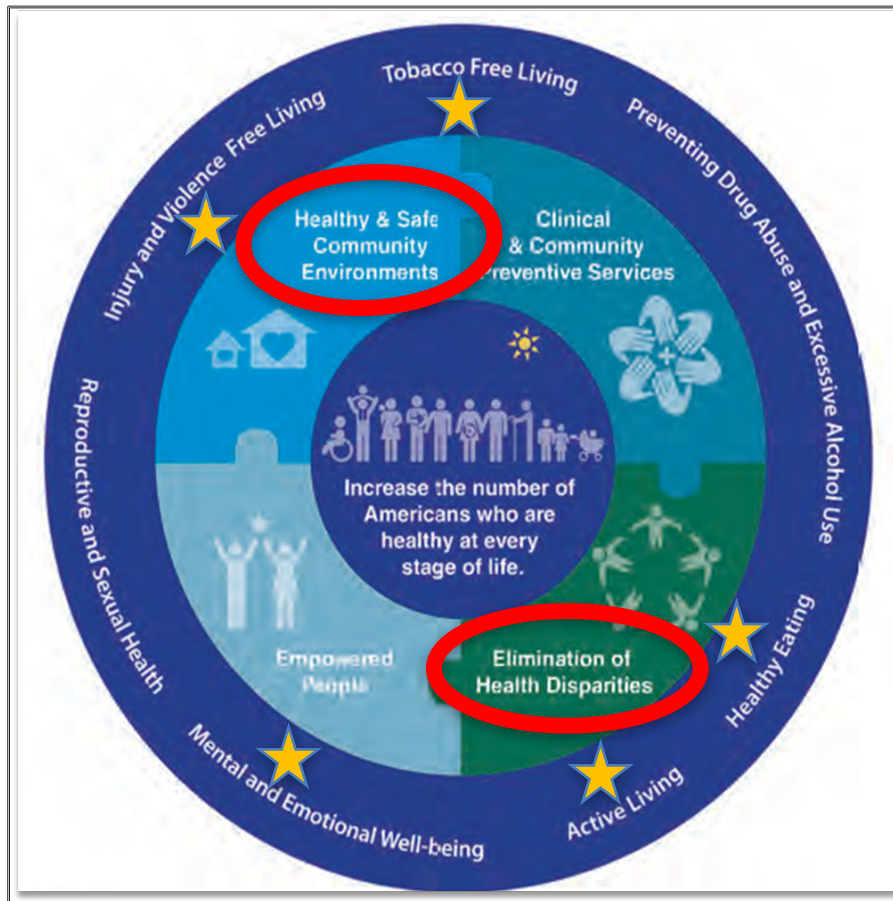 Tobacco Free Living
Preventing Drug Abuse and Excessive Alcohol Use
Healthy Eating
Active Living
Mental and Emotional Well-being
Reproductive and Sexual Health
Injury and Violence Free Living
Healthy & Safe
Community
Environments
Clinical
& Community
Preventive Services
Increase the number of
Americans who are
healthy at every
stage of life.
Empowered
People
Elimination of
Health Disparities